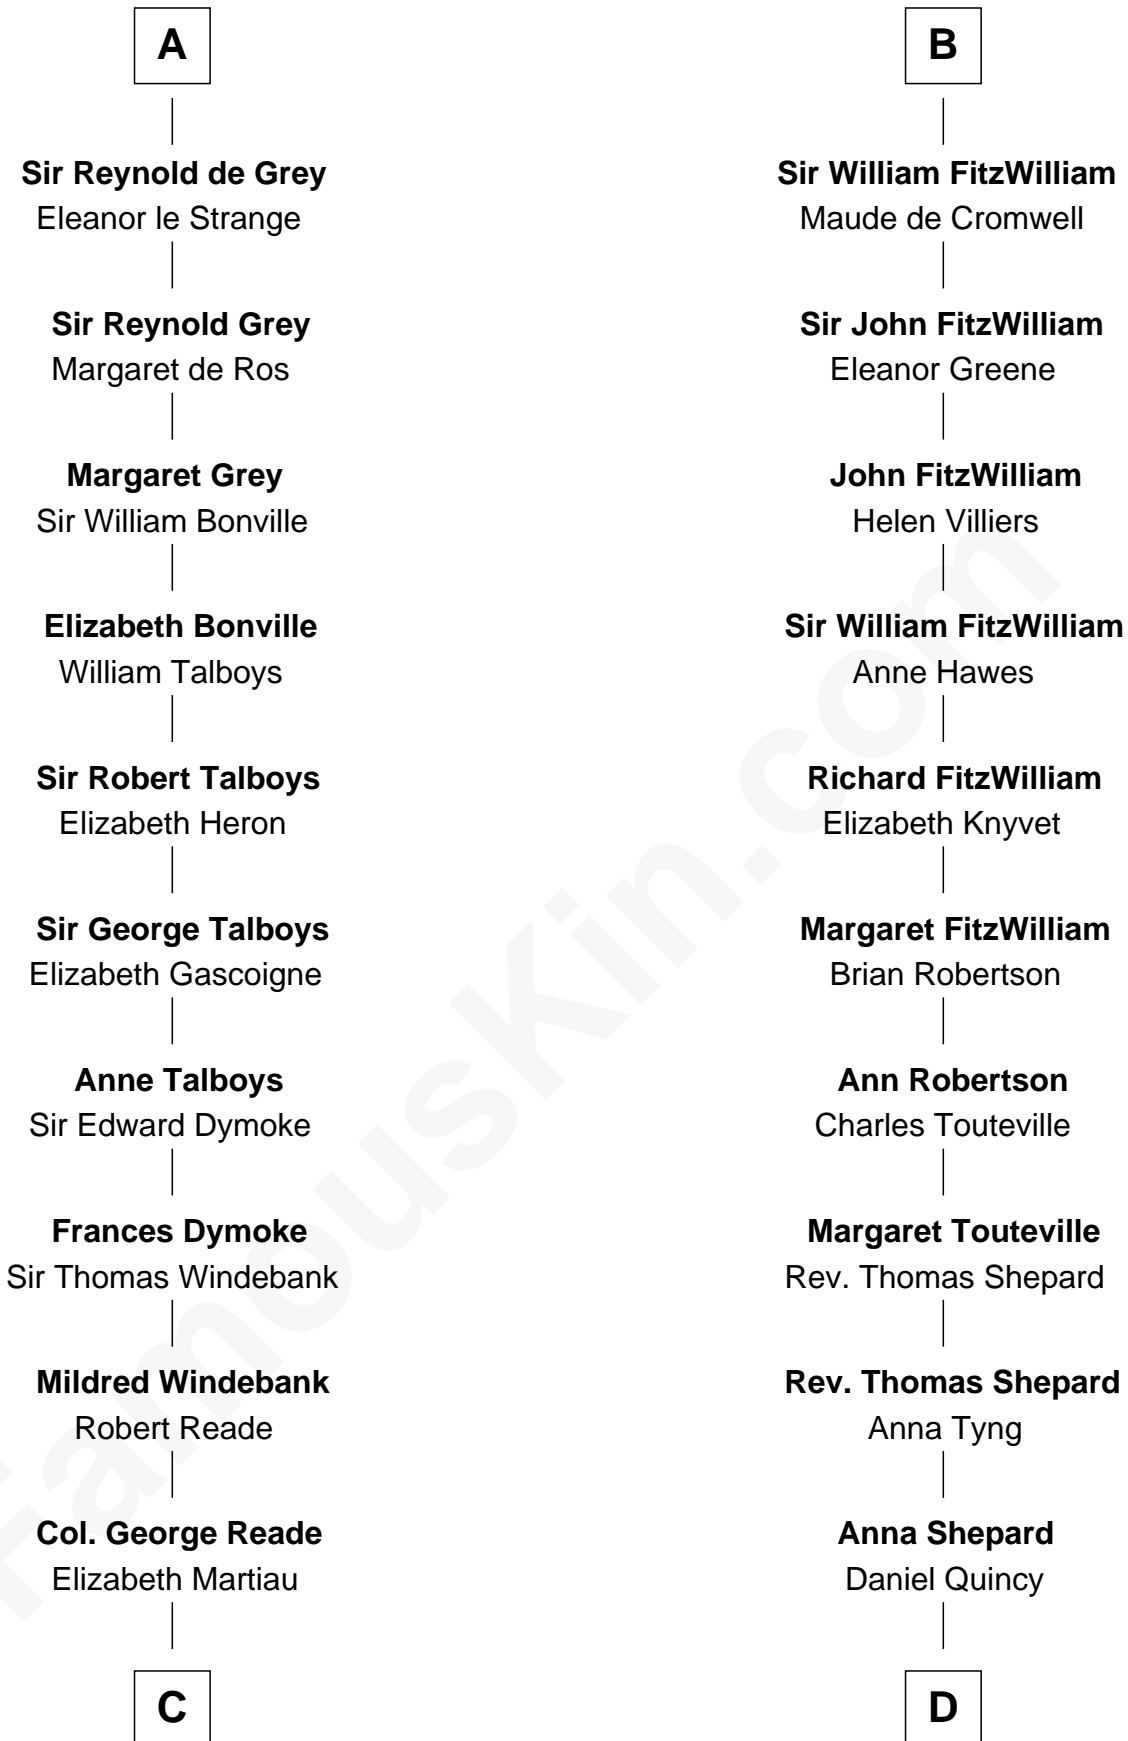 A
Sir Reynold de Grey
Eleanor le Strange
Sir Reynold Grey
Margaret de Ros
Margaret Grey
Sir William Bonville
Elizabeth Bonville
William Talboys
Sir Robert Talboys
Elizabeth Heron
Sir George Talboys
Elizabeth Gascoigne
Anne Talboys
Sir Edward Dymoke
Frances Dymoke
Sir Thomas Windebank
Mildred Windebank
Robert Reade
Col. George Reade
Elizabeth Martiau
C
B
Sir William FitzWilliam
Maude de Cromwell
Sir John FitzWilliam
Eleanor Greene
John FitzWilliam
Helen Villiers
Sir William FitzWilliam
Anne Hawes
Richard FitzWilliam
Elizabeth Knyvet
Margaret FitzWilliam
Brian Robertson
Ann Robertson
Charles Touteville
Margaret Touteville
Rev. Thomas Shepard
Rev. Thomas Shepard
Anna Tyng
Anna Shepard
Daniel Quincy
D
FamousKin.com